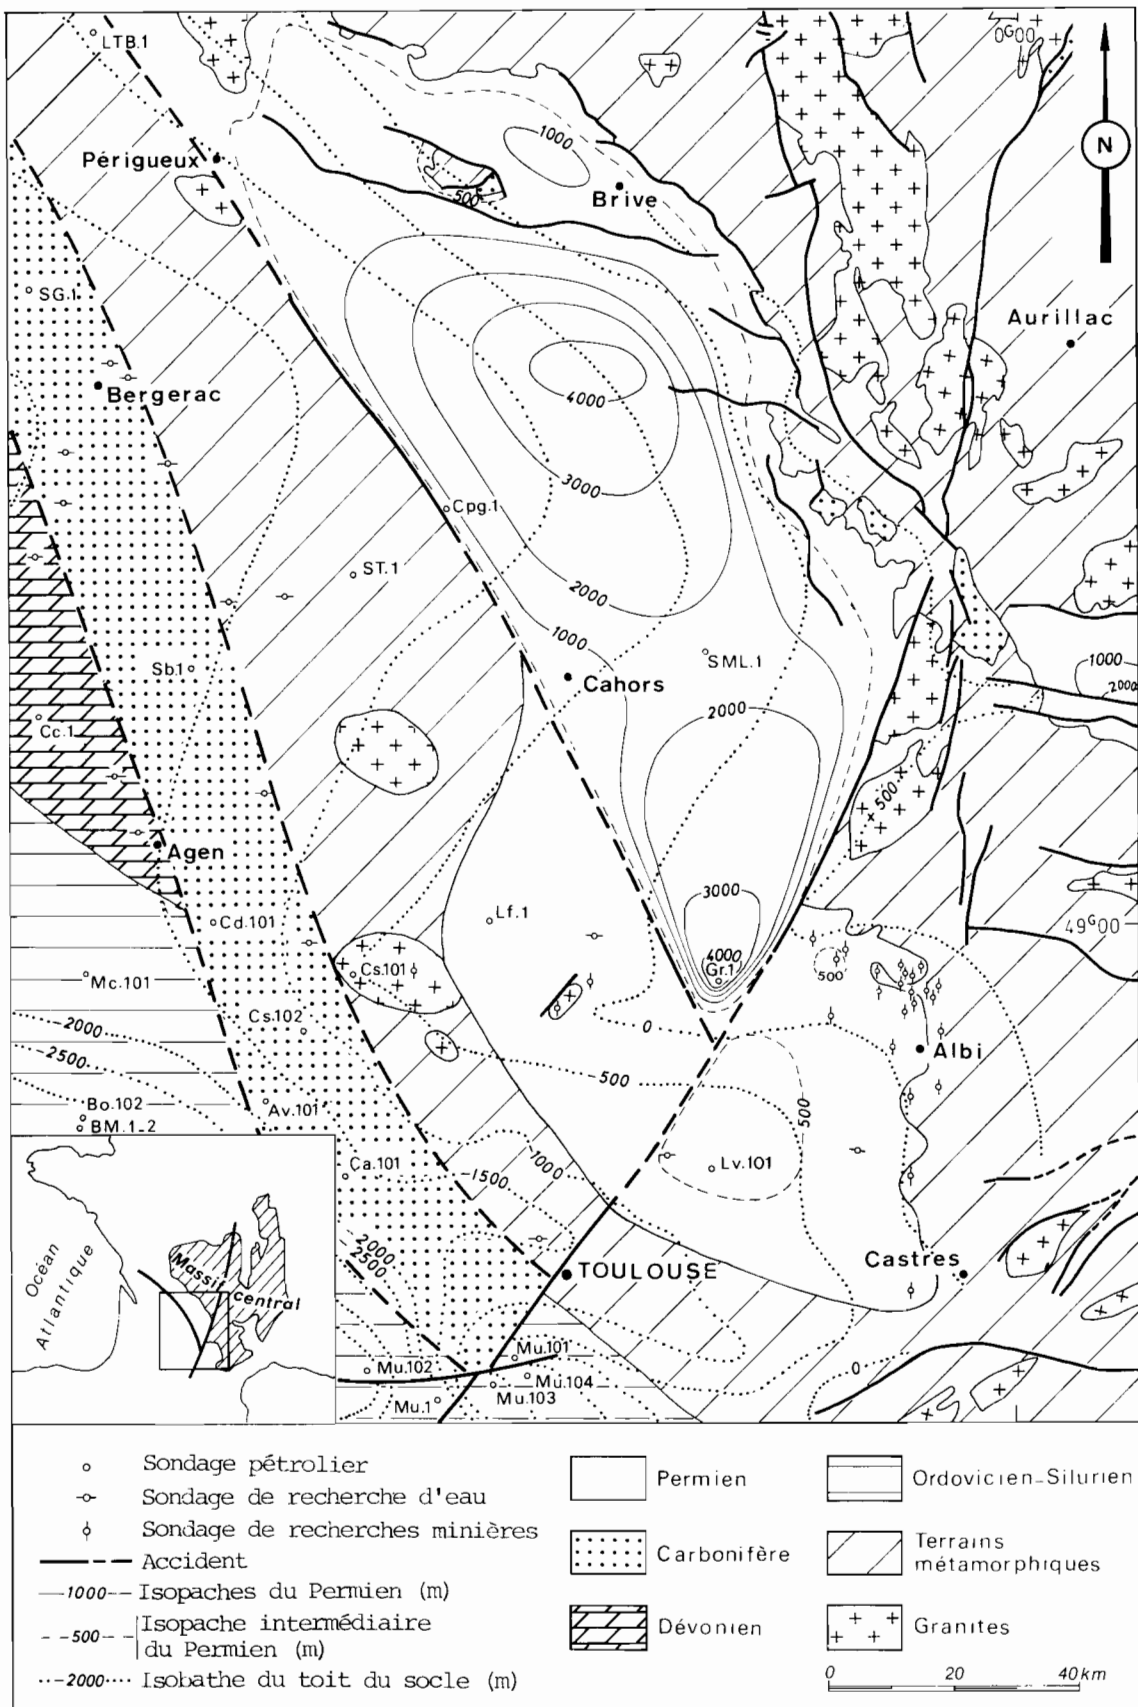 LTB.1
0ᴳ00
N
Périgueux
1000
Brive
500
SG.1
Aurillac
Bergerac
4000
3000
Cpg.1
ST.1
2000
1000
SML.1
Sb.1
Cahors
1000
2000
2000
Cc.1
500
Agen
3000
Lf.1
Cd.101
49ᴳ00
4000
Gr.1
500
Cs.101
Mc.101
Cs.102
0
Albi
2000
2500
500
500
Bo.102
BM.1_2
Av.101
Ca.101
1000
1500
Lv.101
2000
2500
Castres
TOULOUSE
Océan
Atlantique
Massif
central
Mu.101
Mu.102
Mu.104
Mu.103
Mu.1
0
Sondage pétrolier
Sondage de recherche d'eau
Sondage de recherches minières
Accident
1000 Isopaches du Permien (m)
500 Isopache intermédiaire
du Permien (m)
2000 Isobathe du toit du socle (m)
Permien
Carbonifère
Dévonien
Ordovicien_Silurien
Terrains
métamorphiques
Granites
0 20 40 km